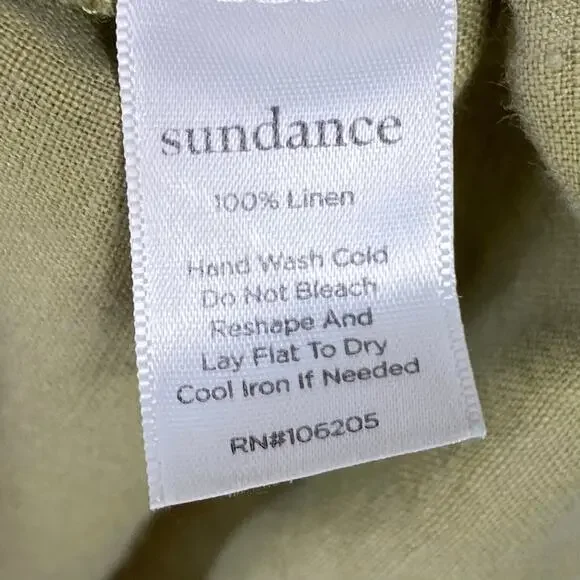 sundance
100% Linen
Hand Wash Cold
Do Not Bleach
Reshape And
Lay Flat To Dry
Cool Iron If Needed
RN#106205